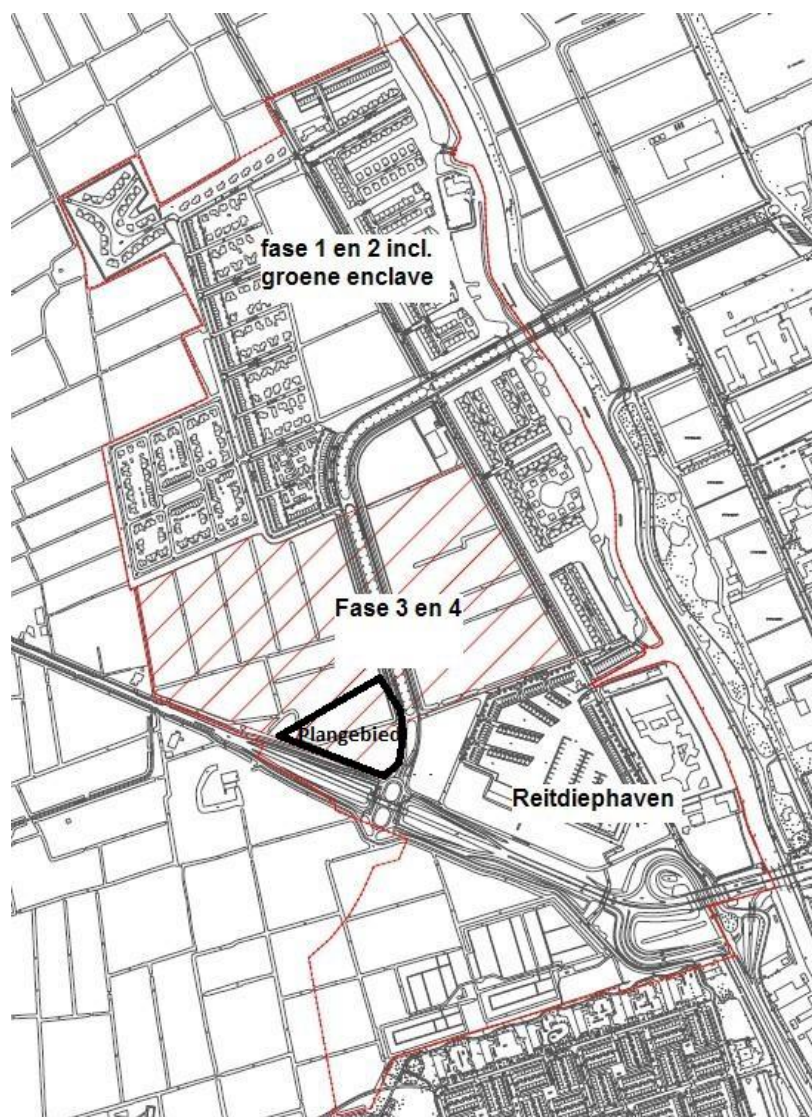 fase 1 en 2 incl.
groene enclave
Fase 3 en 4
Plangebied
Reitdiephaven